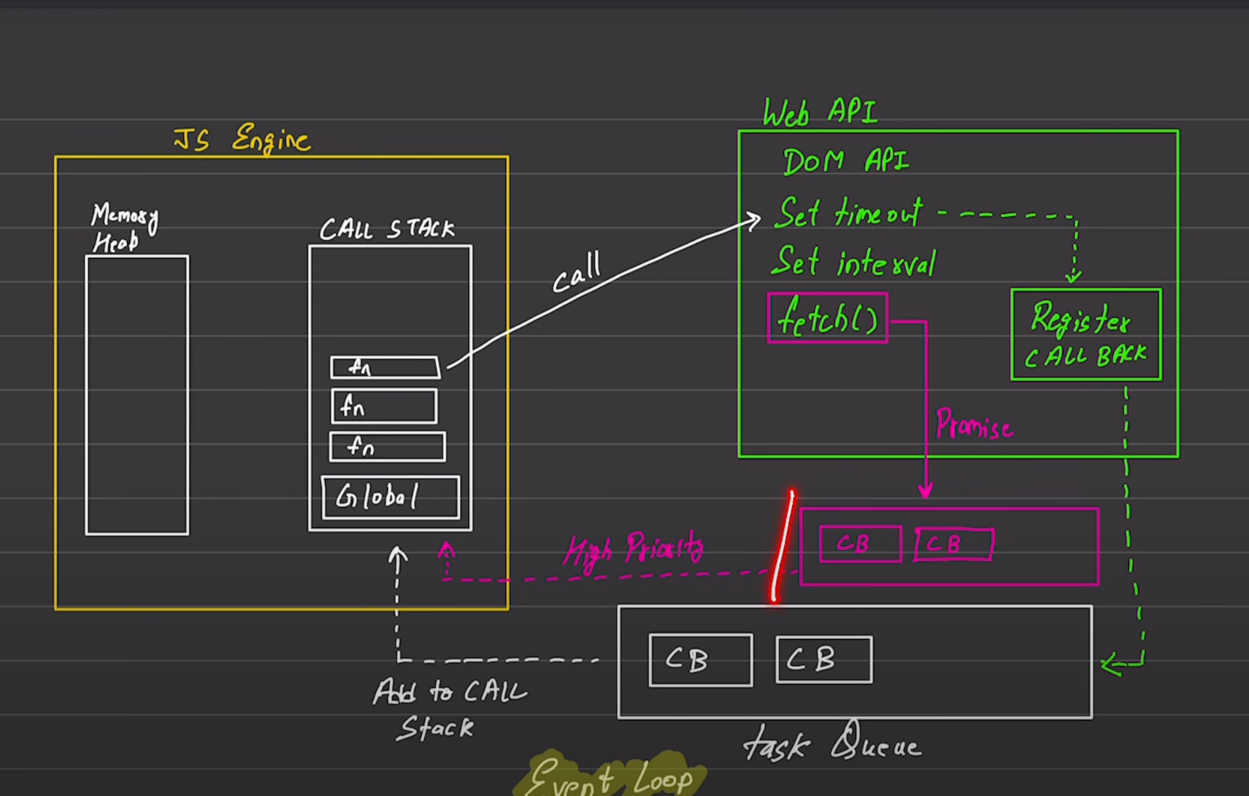 JS Engine
Memory
Heap
CALL STACK
fn
fn
fn
Global
call
Web API
DOM API
Set timeout
Set interval
fetch()
Register
CALL BACK
Promise
High Priority
CB CB
CB CB
Add to CALL
Stack
task Queue
Event Loop